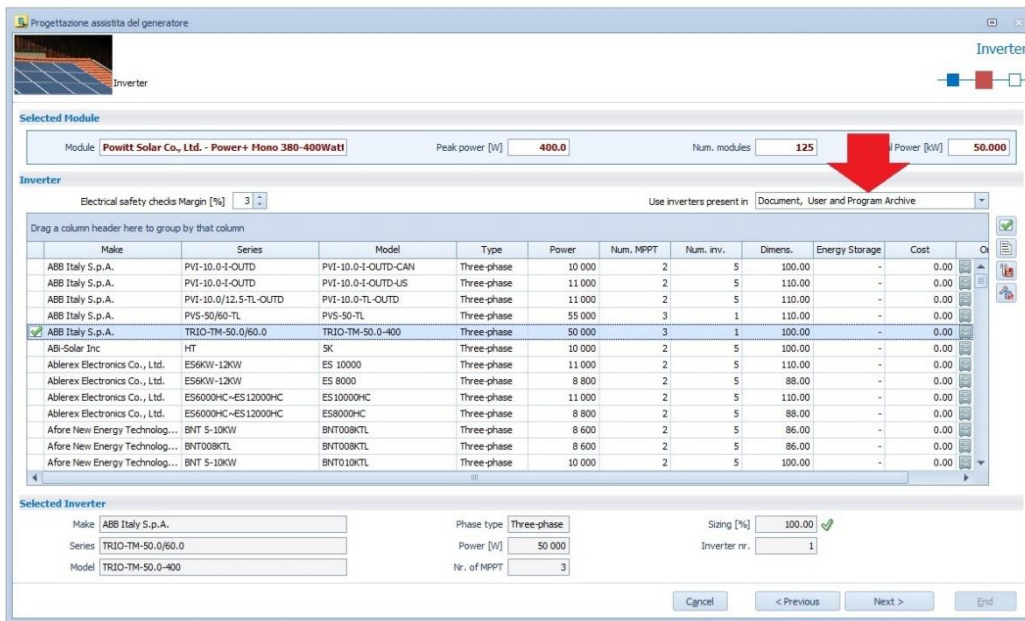 Progettazione assistita del generatore
Inverter
Inverter
Selected Module
Module Powitt Solar Co., Ltd. - Power+ Mono 380-400Watt Peak power [W] 400.0 Num. modules 125 Power [kW] 50.000
Inverter
Electrical safety checks Margin [%] 3 Use inverters present in Document, User and Program Archive
Drag a column header here to group by that column
Make Series Model Type Power Num. MPPT Num. inv. Dimens. Energy Storage Cost O
ABB Italy S.p.A. PVI-10.0-I-OUTD PVI-10.0-I-OUTD-CAN Three-phase 10 000 2 5 100.00 - 0.00
ABB Italy S.p.A. PVI-10.0-I-OUTD PVI-10.0-I-OUTD-US Three-phase 11 000 2 5 110.00 - 0.00
ABB Italy S.p.A. PVI-10.0/12.5-TL-OUTD PVI-10.0-TL-OUTD Three-phase 11 000 2 5 110.00 - 0.00
ABB Italy S.p.A. PVS-50/60-TL PVS-50-TL Three-phase 55 000 3 1 110.00 - 0.00
ABB Italy S.p.A. TRIO-TM-50.0/60.0 TRIO-TM-50.0-400 Three-phase 50 000 3 1 100.00 - 0.00
ABi-Solar Inc HT 5K Three-phase 10 000 2 5 100.00 - 0.00
Ablerex Electronics Co., Ltd. ES6KW-12KW ES 10000 Three-phase 11 000 2 5 110.00 - 0.00
Ablerex Electronics Co., Ltd. ES6KW-12KW ES 8000 Three-phase 8 800 2 5 88.00 - 0.00
Ablerex Electronics Co., Ltd. ES6000HC~ES12000HC ES10000HC Three-phase 11 000 2 5 110.00 - 0.00
Ablerex Electronics Co., Ltd. ES6000HC~ES12000HC ES8000HC Three-phase 8 800 2 5 88.00 - 0.00
Afore New Energy Technolog... BNT 5-10KW BNT008KTL Three-phase 8 600 2 5 86.00 - 0.00
Afore New Energy Technolog... BNT008KTL BNT008KTL Three-phase 8 600 2 5 86.00 - 0.00
Afore New Energy Technolog... BNT 5-10KW BNT010KTL Three-phase 10 000 2 5 100.00 - 0.00
Selected Inverter
Make ABB Italy S.p.A. Phase type Three-phase Sizing [%] 100.00
Series TRIO-TM-50.0/60.0 Power [W] 50 000 Inverter nr. 1
Model TRIO-TM-50.0-400 Nr. of MPPT 3
Cancel < Previous Next > End